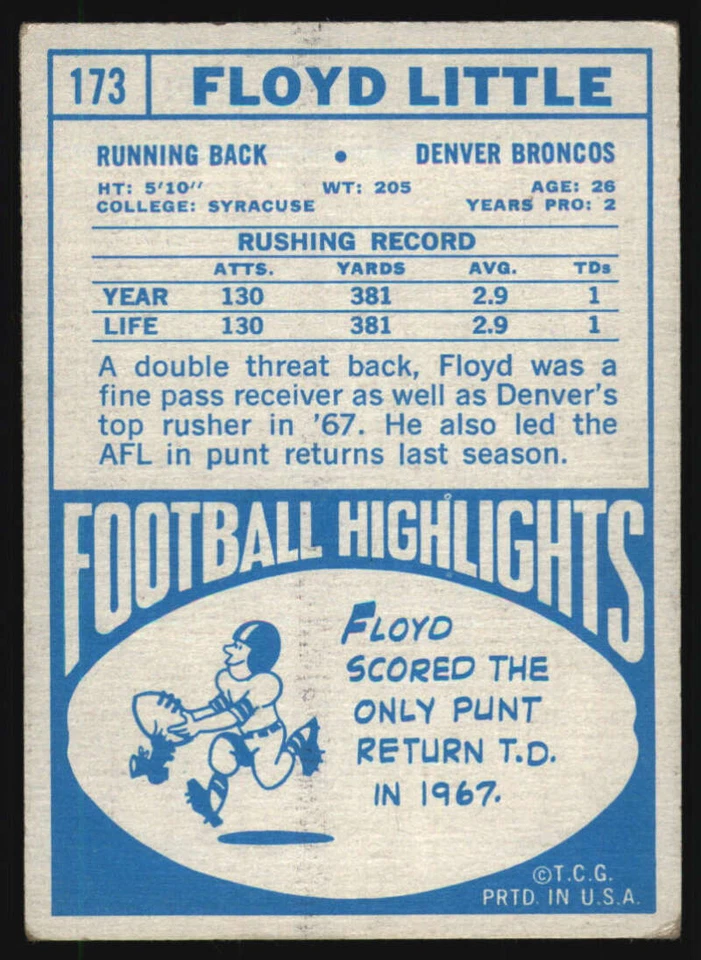 173 FLOYD LITTLE
RUNNING BACK • DENVER BRONCOS
HT: 5'10" WT: 205 AGE: 26
COLLEGE: SYRACUSE YEARS PRO: 2
RUSHING RECORD
ATTS. YARDS AVG. TDs
YEAR 130 381 2.9 1
LIFE 130 381 2.9 1
A double threat back, Floyd was a
fine pass receiver as well as Denver's
top rusher in '67. He also led the
AFL in punt returns last season.
FOOTBALL HIGHLIGHTS
FLOYD
SCORED THE
ONLY PUNT
RETURN T.D.
IN 1967.
©T.C.G.
PRTD. IN U.S.A.